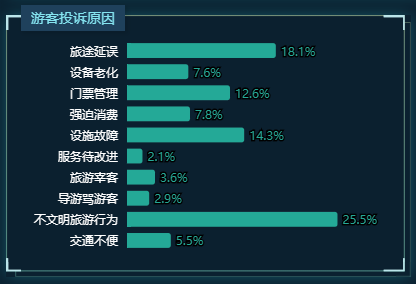 游客投诉原因
旅途延误 18.1%
设备老化 7.6%
门票管理 12.6%
强迫消费 7.8%
设施故障 14.3%
服务待改进 2.1%
旅游宰客 3.6%
导游骂游客 2.9%
不文明旅游行为 25.5%
交通不便 5.5%